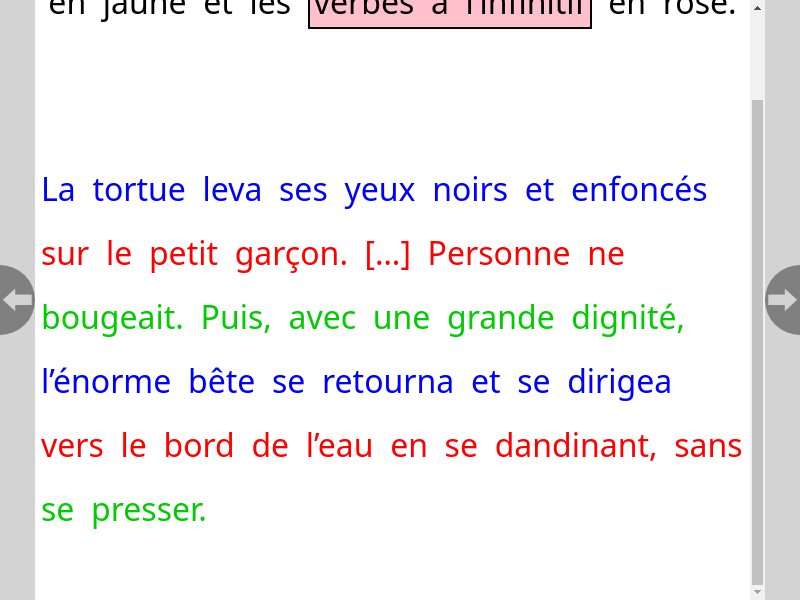 en jaune et les verbes à l'infinitif en rose.
La tortue leva ses yeux noirs et enfoncés
sur le petit garçon. [...] Personne ne
bougeait. Puis, avec une grande dignité,
l’énorme bête se retourna et se dirigea
vers le bord de l’eau en se dandinant, sans
se presser.